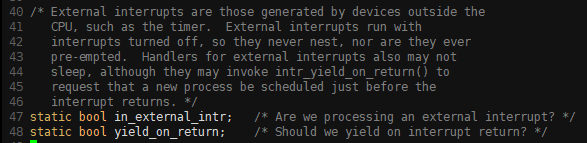 40 /* External interrupts are those generated by devices outside the
41    CPU, such as the timer.  External interrupts run with
42    interrupts turned off, so they never nest, nor are they ever
43    pre-empted.  Handlers for external interrupts also may not
44    sleep, although they may invoke intr_yield_on_return() to
45    request that a new process be scheduled just before the
46    interrupt returns. */
47 static bool in_external_intr;   /* Are we processing an external interrupt? */
48 static bool yield_on_return;    /* Should we yield on interrupt return? */